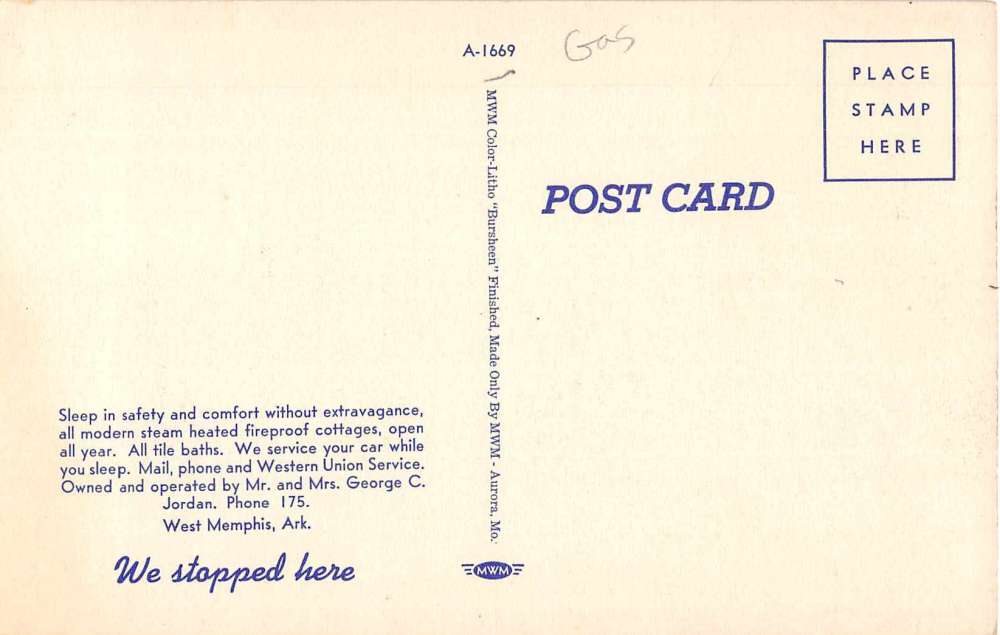 A-1669
Gas
PLACE
STAMP
HERE
MWM Color-Litho "Bursheen" Finished, Made Only By MWM - Aurora, Mo.
POST CARD
Sleep in safety and comfort without extravagance,
all modern steam heated fireproof cottages, open
all year. All tile baths. We service your car while
you sleep. Mail, phone and Western Union Service.
Owned and operated by Mr. and Mrs. George C.
Jordan. Phone 175.
West Memphis, Ark.
We stopped here
MWM